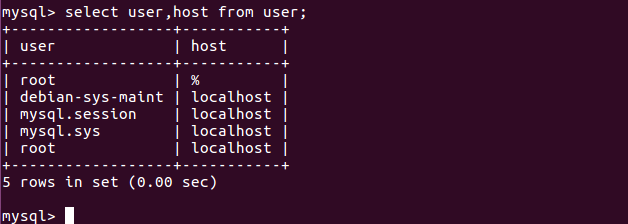 mysql> select user,host from user;
+------------------+-----------+
| user             | host      |
+------------------+-----------+
| root             | %         |
| debian-sys-maint | localhost |
| mysql.session    | localhost |
| mysql.sys        | localhost |
| root             | localhost |
+------------------+-----------+
5 rows in set (0.00 sec)
mysql>